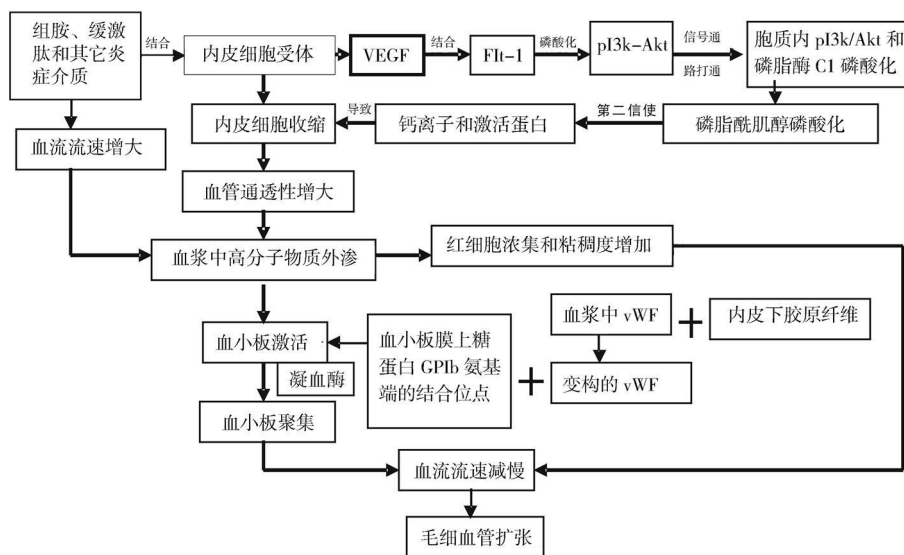 组胺、缓激
肽和其它炎
症介质
结合
内皮细胞受体
VEGF
结合
FIt-1
磷酸化
pI3k-Akt
信号通
路打通
胞质内 pI3k/Akt 和
磷脂酶 C1 磷酸化
血流流速增大
内皮细胞收缩
导致
钙离子和激活蛋白
第二信使
磷脂酰肌醇磷酸化
血管通透性增大
血浆中高分子物质外渗
红细胞浓集和粘稠度增加
血小板激活
凝血酶
血小板膜上糖
蛋白 GPIb 氨基
端的结合位点
+
血浆中 vWF
+
内皮下胶原纤维
变构的 vWF
血小板聚集
血流流速减慢
毛细血管扩张